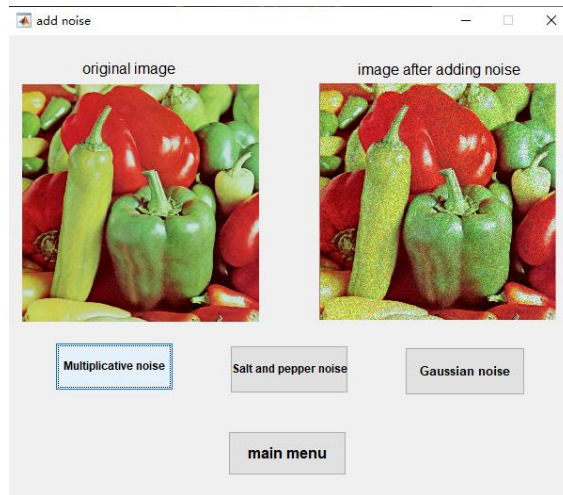 add noise
original image
image after adding noise
Multiplicative noise
Salt and pepper noise
Gaussian noise
main menu